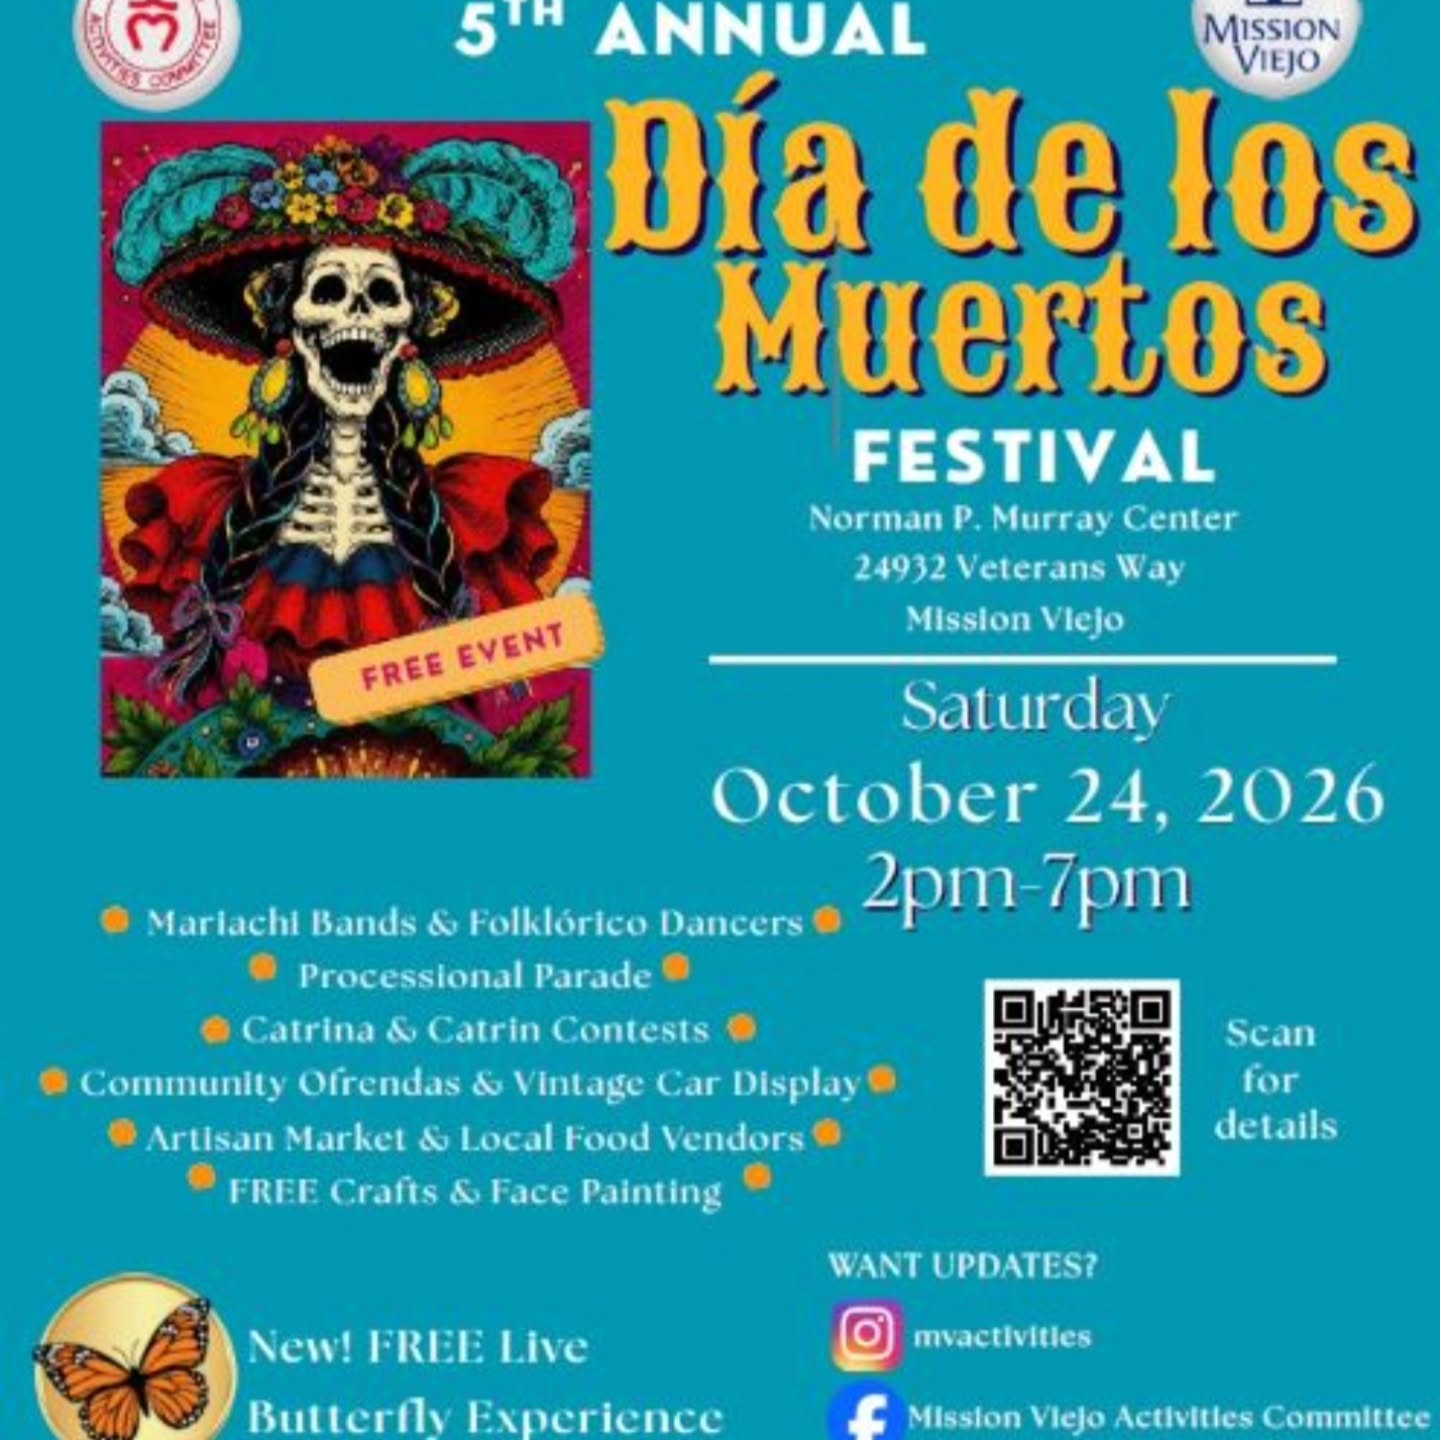 ACTIVITIES COMMITTEE
5TH ANNUAL
MISSION
VIEJO
Día de los
Muertos
FESTIVAL
Norman P. Murray Center
24932 Veterans Way
Mission Viejo
FREE EVENT
Saturday
October 24, 2026
2pm-7pm
Mariachi Bands & Folklórico Dancers
Processional Parade
Catrina & Catrin Contests
Community Ofrendas & Vintage Car Display
Artisan Market & Local Food Vendors
FREE Crafts & Face Painting
Scan
for
details
WANT UPDATES?
mvactivities
Mission Viejo Activities Committee
New! FREE Live
Butterfly Experience